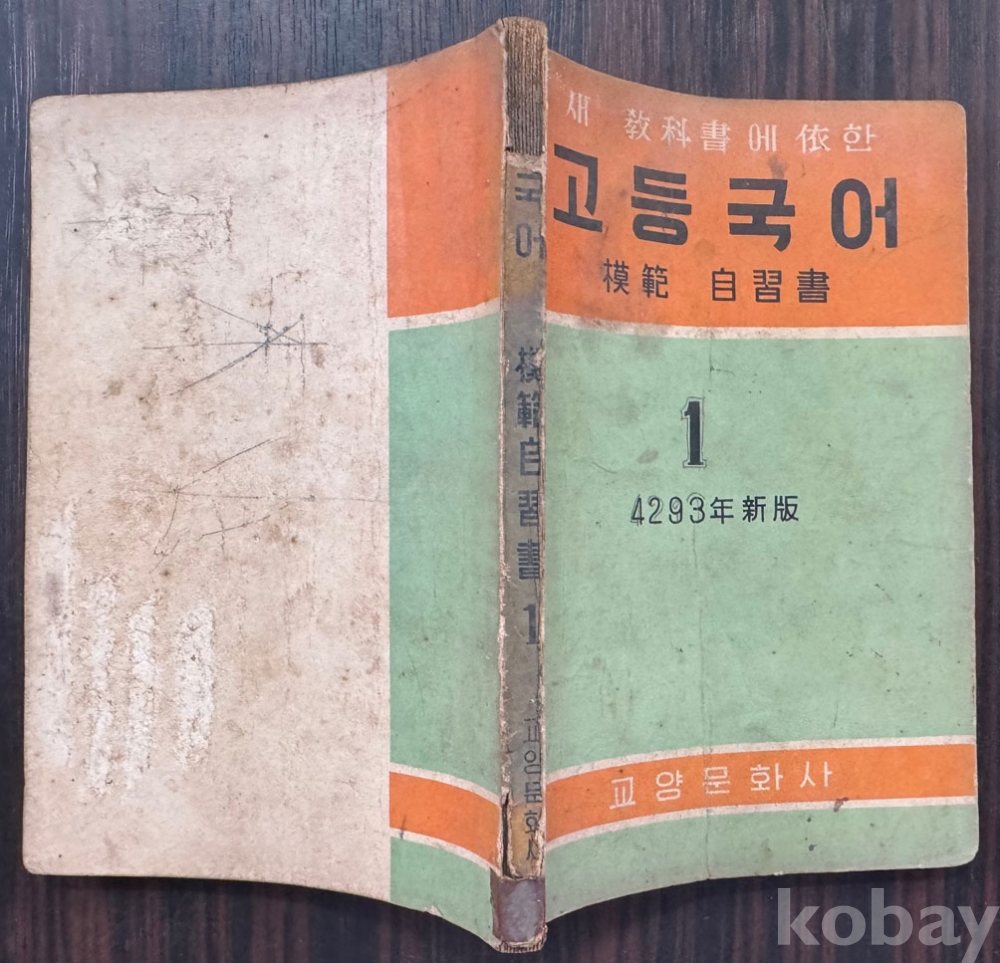 새 敎科書에 依한
고등국어
模範 自習書
1
4293年 新版
교양문화사
국어 模範自習書 1 교양문화사
kobay